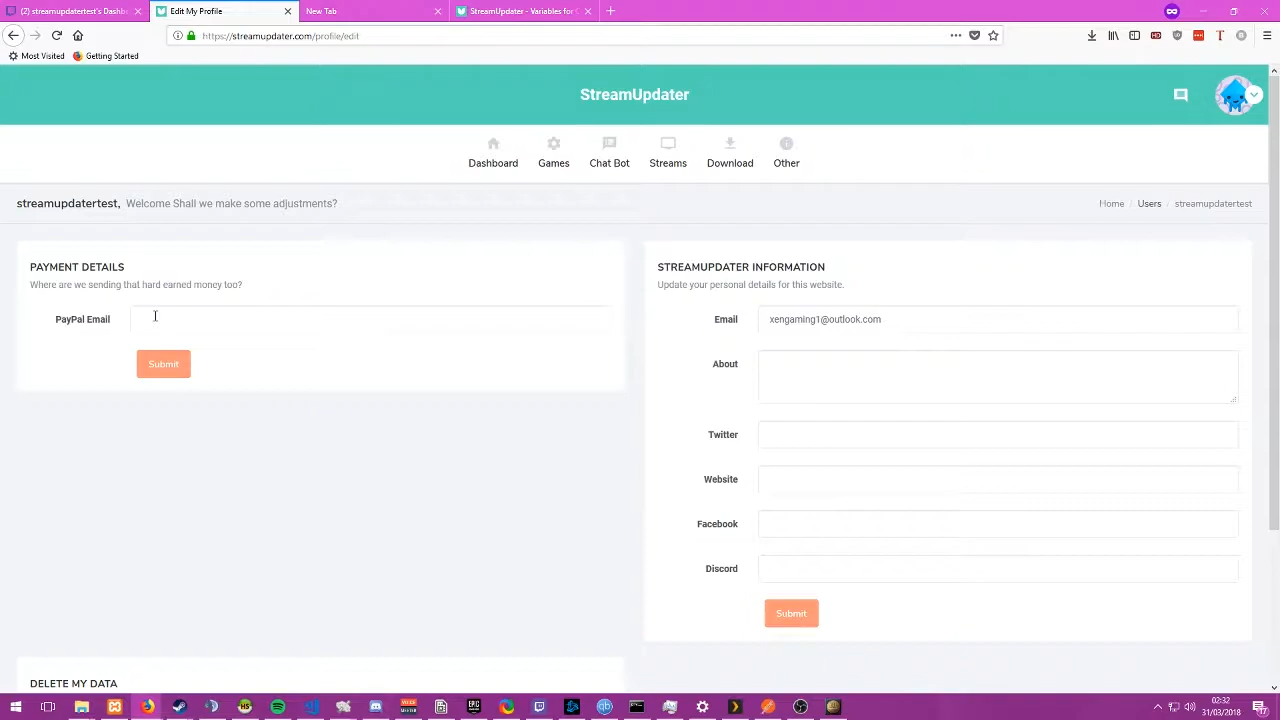 (2) streamupdatertest's Dashb
Edit My Profile
New Tab
StreamUpdater - Variables for C
https://streamupdater.com/profile/edit
Most Visited
Getting Started
StreamUpdater
Dashboard
Games
Chat Bot
Streams
Download
Other
streamupdatertest, Welcome Shall we make some adjustments?
Home / Users / streamupdatertest
PAYMENT DETAILS
Where are we sending that hard earned money too?
PayPal Email
Submit
STREAMUPDATER INFORMATION
Update your personal details for this website.
Email
xengaming1@outlook.com
About
Twitter
Website
Facebook
Discord
Submit
DELETE MY DATA
02:32
31/03/2018